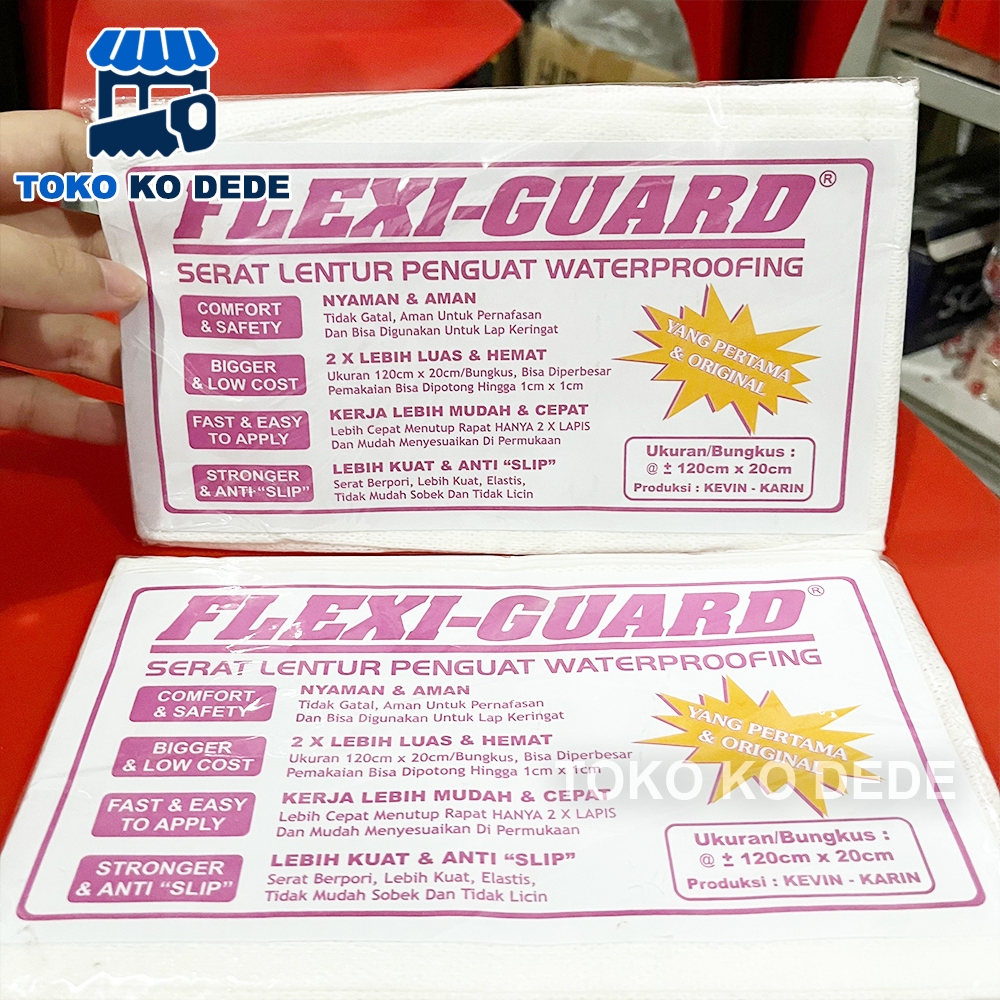 TOKO KO DEDE
FLEXI-GUARD®
SERAT LENTUR PENGUAT WATERPROOFING
COMFORT
& SAFETY
NYAMAN & AMAN
Tidak Gatal, Aman Untuk Pernafasan
Dan Bisa Digunakan Untuk Lap Keringat
BIGGER
& LOW COST
2 X LEBIH LUAS & HEMAT
Ukuran 120cm x 20cm/Bungkus, Bisa Diperbesar
Pemakaian Bisa Dipotong Hingga 1cm x 1cm
FAST & EASY
TO APPLY
KERJA LEBIH MUDAH & CEPAT
Lebih Cepat Menutup Rapat HANYA 2 X LAPIS
Dan Mudah Menyesuaikan Di Permukaan
STRONGER
& ANTI “SLIP”
LEBIH KUAT & ANTI “SLIP”
Serat Berpori, Lebih Kuat, Elastis,
Tidak Mudah Sobek Dan Tidak Licin
YANG PERTAMA
& ORIGINAL
Ukuran/Bungkus :
@ ± 120cm x 20cm
Produksi : KEVIN - KARIN
FLEXI-GUARD®
SERAT LENTUR PENGUAT WATERPROOFING
COMFORT
& SAFETY
NYAMAN & AMAN
Tidak Gatal, Aman Untuk Pernafasan
Dan Bisa Digunakan Untuk Lap Keringat
BIGGER
& LOW COST
2 X LEBIH LUAS & HEMAT
Ukuran 120cm x 20cm/Bungkus, Bisa Diperbesar
Pemakaian Bisa Dipotong Hingga 1cm x 1cm
FAST & EASY
TO APPLY
KERJA LEBIH MUDAH & CEPAT
Lebih Cepat Menutup Rapat HANYA 2 X LAPIS
Dan Mudah Menyesuaikan Di Permukaan
STRONGER
& ANTI “SLIP”
LEBIH KUAT & ANTI “SLIP”
Serat Berpori, Lebih Kuat, Elastis,
Tidak Mudah Sobek Dan Tidak Licin
YANG PERTAMA
& ORIGINAL
TOKO KO DEDE
Ukuran/Bungkus :
@ ± 120cm x 20cm
Produksi : KEVIN - KARIN